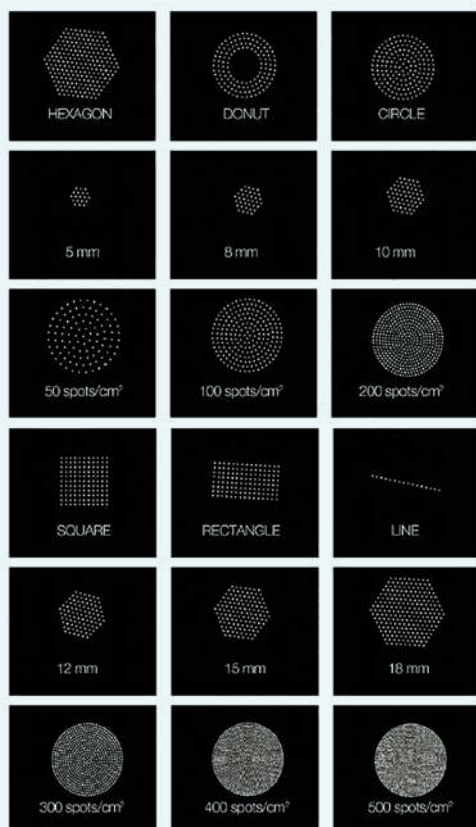 HEXAGON
DONUT
CIRCLE
5 mm
8 mm
10 mm
50 spots/cm²
100 spots/cm²
200 spots/cm²
SQUARE
RECTANGLE
LINE
12 mm
15 mm
18 mm
300 spots/cm²
400 spots/cm²
500 spots/cm²